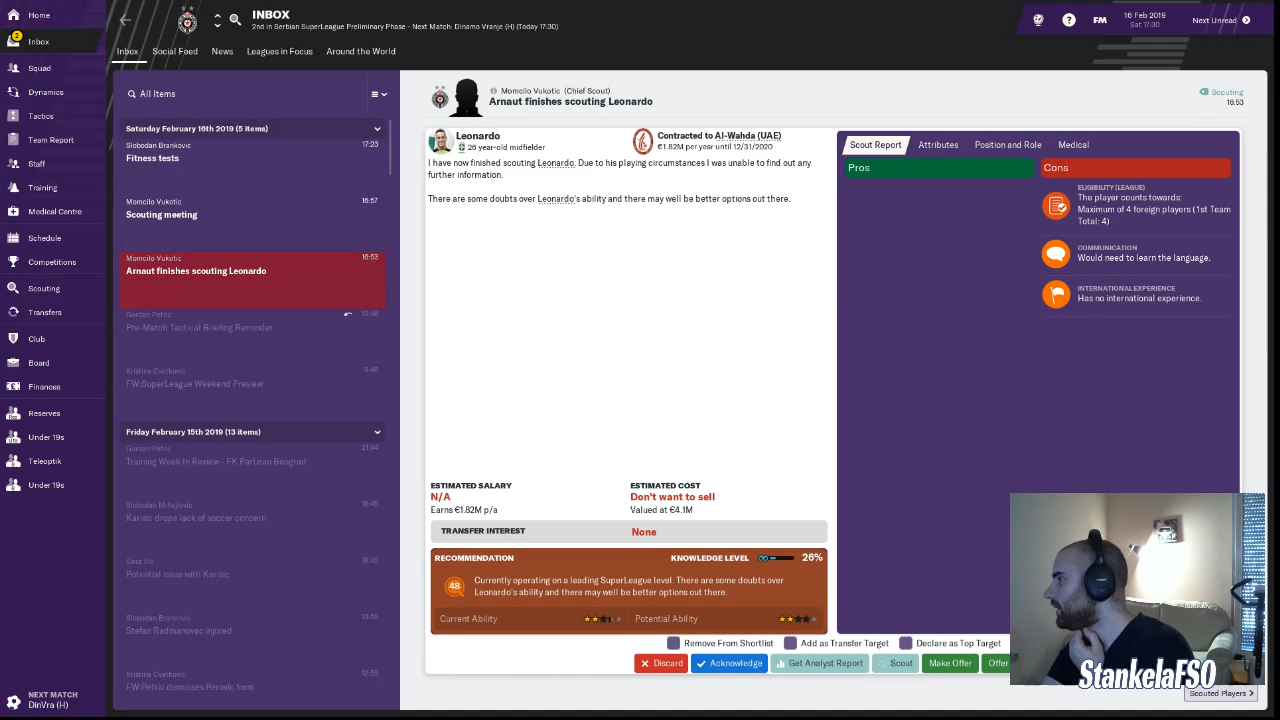 INBOX
2nd in Serbian SuperLeague Preliminary Phase - Next Match: Dinamo Vranje (H) (Today 17:30)
FM
16 Feb 2019
Sat 17:30
Next Unread
Inbox
Social Feed
News
Leagues in Focus
Around the World
Home
2
Inbox
Squad
Dynamics
Tactics
Team Report
Staff
Training
Medical Centre
Schedule
Competitions
Scouting
Transfers
Club
Board
Finances
Reserves
Under 19s
Teleoptik
Under 19s
NEXT MATCH
DinVra (H)
All Items
Saturday February 16th 2019 (5 items)
Slobodan Brankovic 17:23
Fitness tests
Momcilo Vukotic 16:57
Scouting meeting
Momcilo Vukotic 16:53
Arnaut finishes scouting Leonardo
Gordan Petric 10:48
Pre-Match Tactical Briefing Reminder
Kristina Cvetkovic 9:48
FW:SuperLeague Weekend Preview
Friday February 15th 2019 (13 items)
Gordan Petric 21:44
Training Week In Review - FK Partizan Beograd
Slobodan Mihajlovic 18:45
Karisic drops lack of soccer concern
Sasa Ilic 18:45
Potential issue with Karisic
Slobodan Brankovic 13:59
Stefan Radmanovac injured
Kristina Cvetkovic 12:59
FW:Petric dismisses Perovic form
Momcilo Vukotic (Chief Scout)
Arnaut finishes scouting Leonardo
Scouting
16:53
Leonardo
26 year-old midfielder
Contracted to Al-Wahda (UAE)
€1.82M per year until 12/31/2020
I have now finished scouting Leonardo. Due to his playing circumstances I was unable to find out any
further information.
There are some doubts over Leonardo's ability and there may well be better options out there.
Scout Report
Attributes
Position and Role
Medical
Pros
Cons
ELIGIBILITY (LEAGUE)
The player counts towards:
Maximum of 4 foreign players (1st Team
Total: 4)
COMMUNICATION
Would need to learn the language.
INTERNATIONAL EXPERIENCE
Has no international experience.
ESTIMATED SALARY
N/A
Earns €1.82M p/a
ESTIMATED COST
Don't want to sell
Valued at €4.1M
TRANSFER INTEREST
None
RECOMMENDATION
KNOWLEDGE LEVEL
26%
48
Currently operating on a leading SuperLeague level. There are some doubts over
Leonardo's ability and there may well be better options out there.
Current Ability
Potential Ability
Remove From Shortlist
Add as Transfer Target
Declare as Top Target
Discard
Acknowledge
Get Analyst Report
Scout
Make Offer
Offer
StankelaFSO
Scouted Players